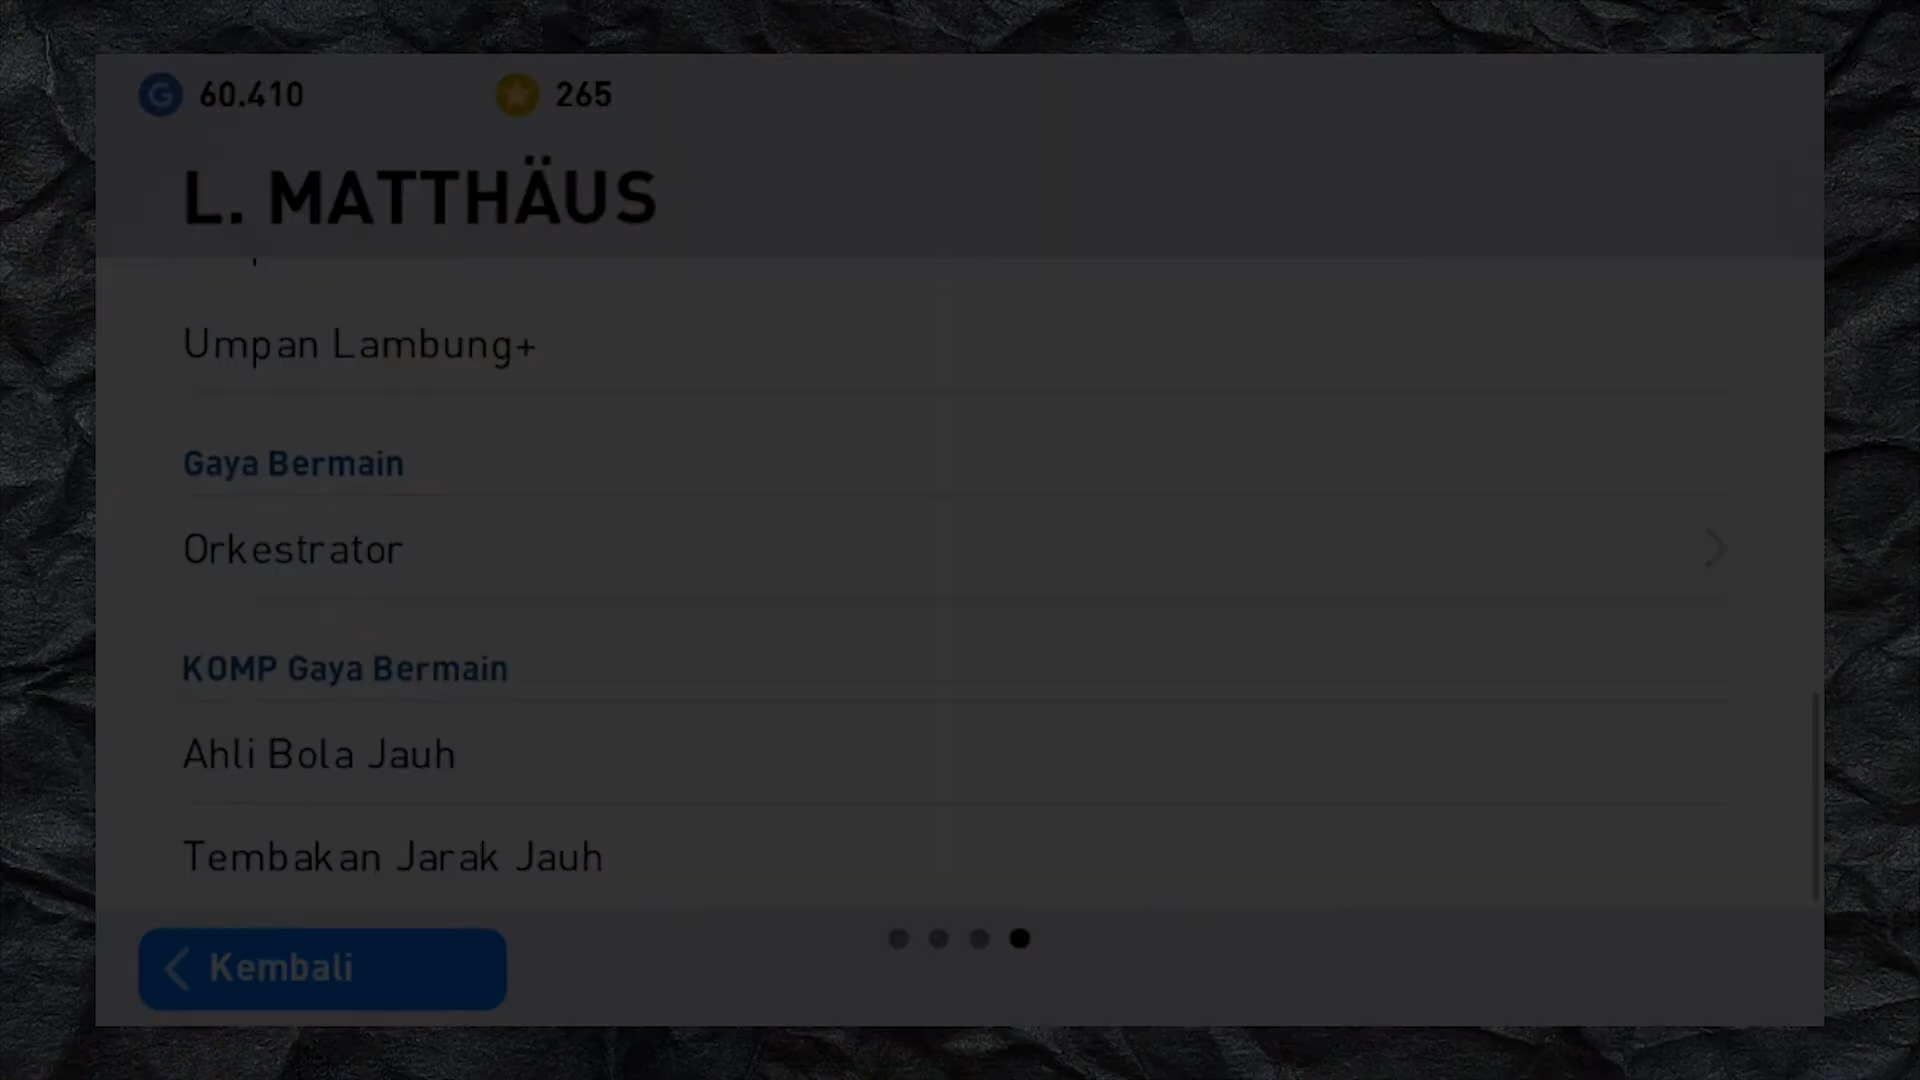 60.410
265
L. MATTHÄUS
Umpan Lambung+
Gaya Bermain
Orkestrator
KOMP Gaya Bermain
Ahli Bola Jauh
Tembakan Jarak Jauh
Kembali